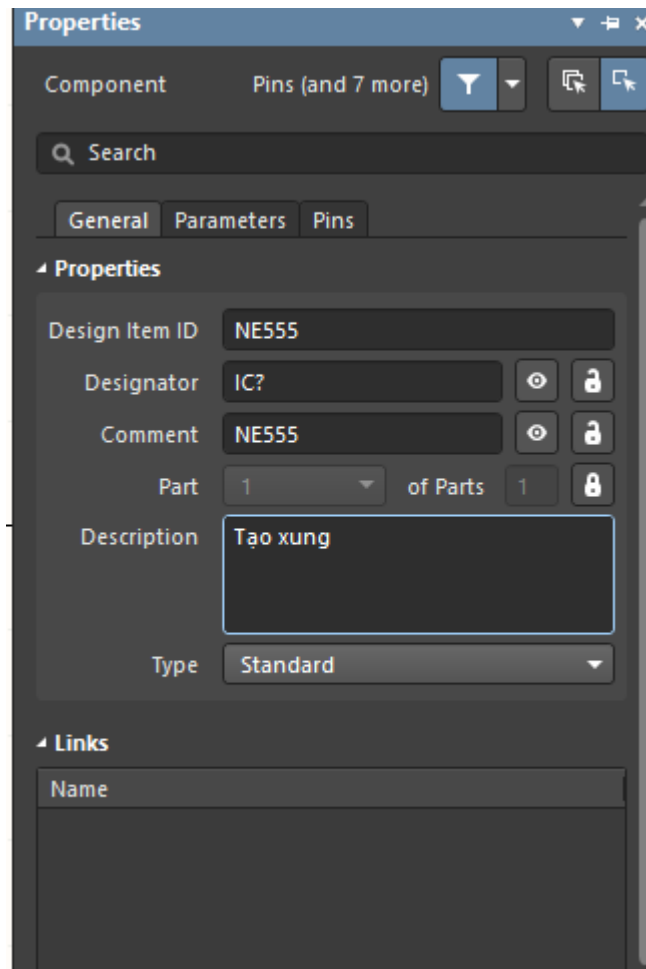 Properties
Component Pins (and 7 more)
Search
General Parameters Pins
Properties
Design Item ID NE555
Designator IC?
Comment NE555
Part 1 of Parts 1
Description Tạo xung
Type Standard
Links
Name